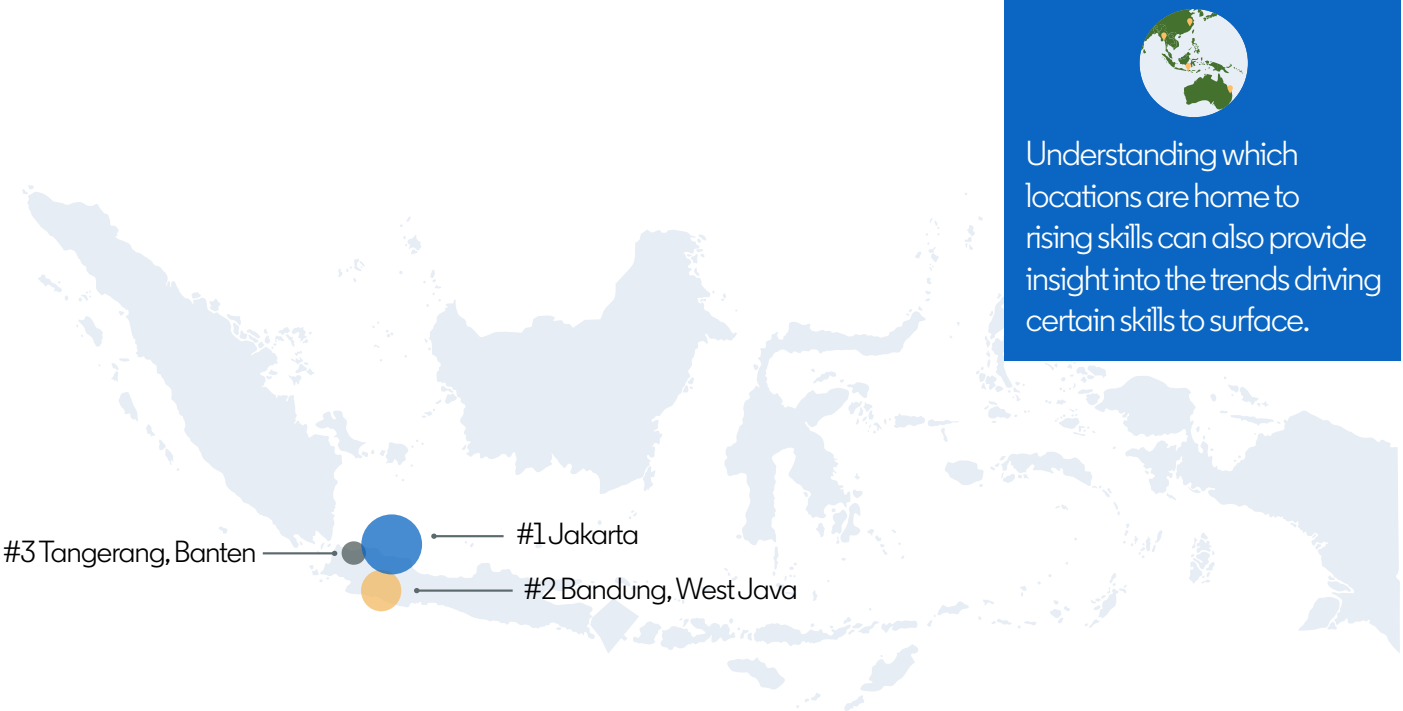 Understanding which
locations are home to
rising skills can also provide
insight into the trends driving
certain skills to surface.
#1 Jakarta
#3 Tangerang, Banten
#2 Bandung, West Java